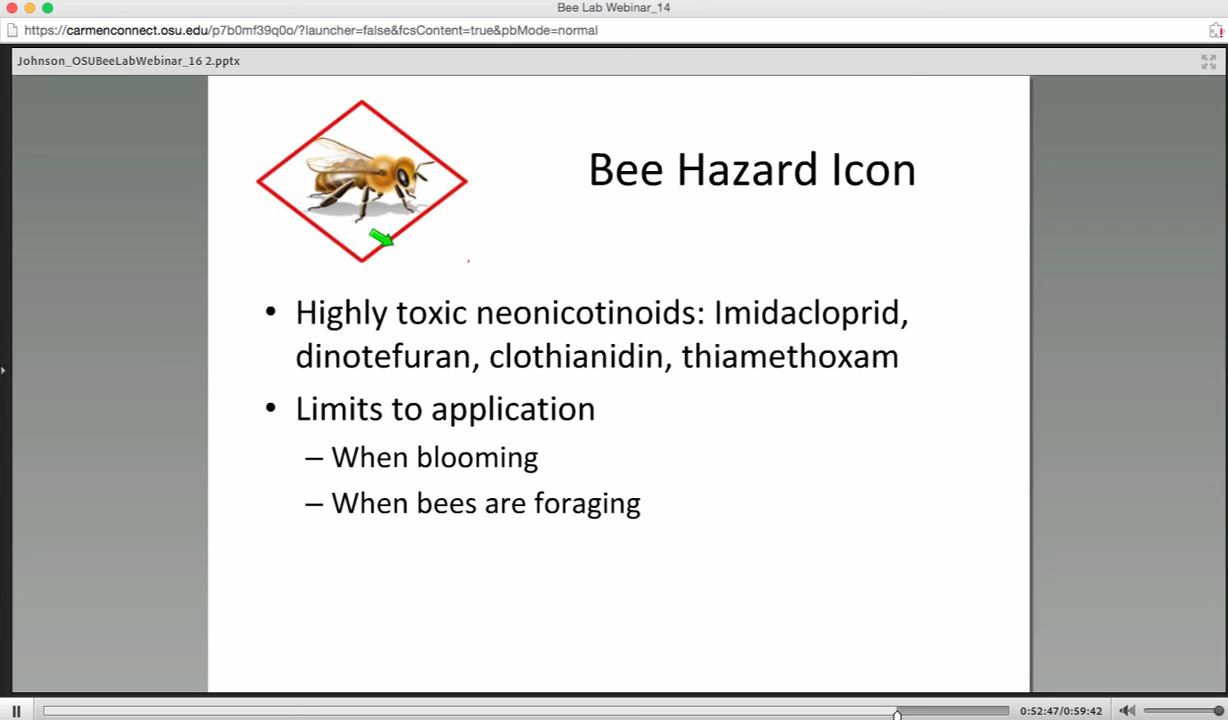 Bee Lab Webinar_14
https://carmenconnect.osu.edu/p7b0mf39q0o/?launcher=false&fcsContent=true&pbMode=normal
Johnson_OSUBeeLabWebinar_16 2.pptx
Bee Hazard Icon
• Highly toxic neonicotinoids: Imidacloprid,
dinotefuran, clothianidin, thiamethoxam
• Limits to application
– When blooming
– When bees are foraging
0:52:47/0:59:42